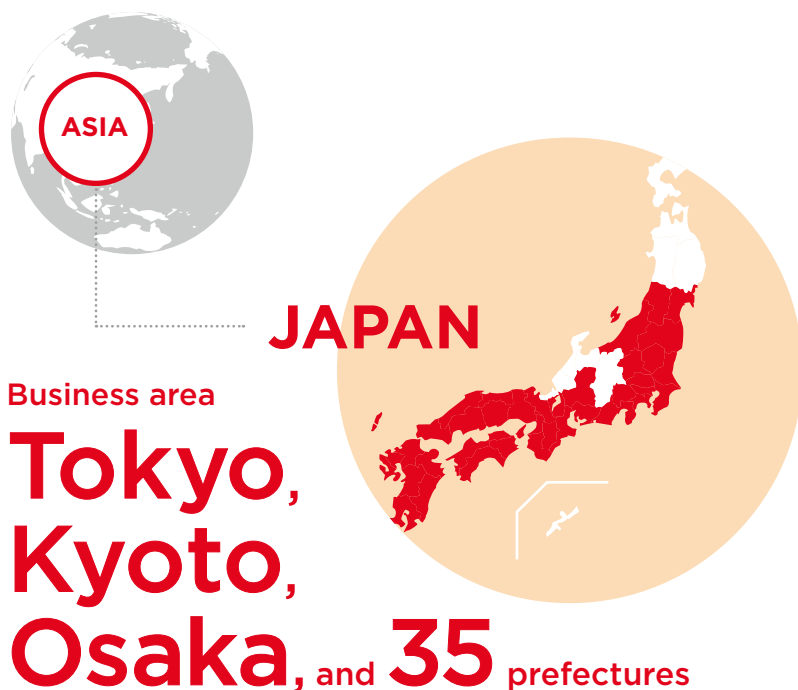 ASIA
JAPAN
Business area
Tokyo,
Kyoto,
Osaka, and 35 prefectures